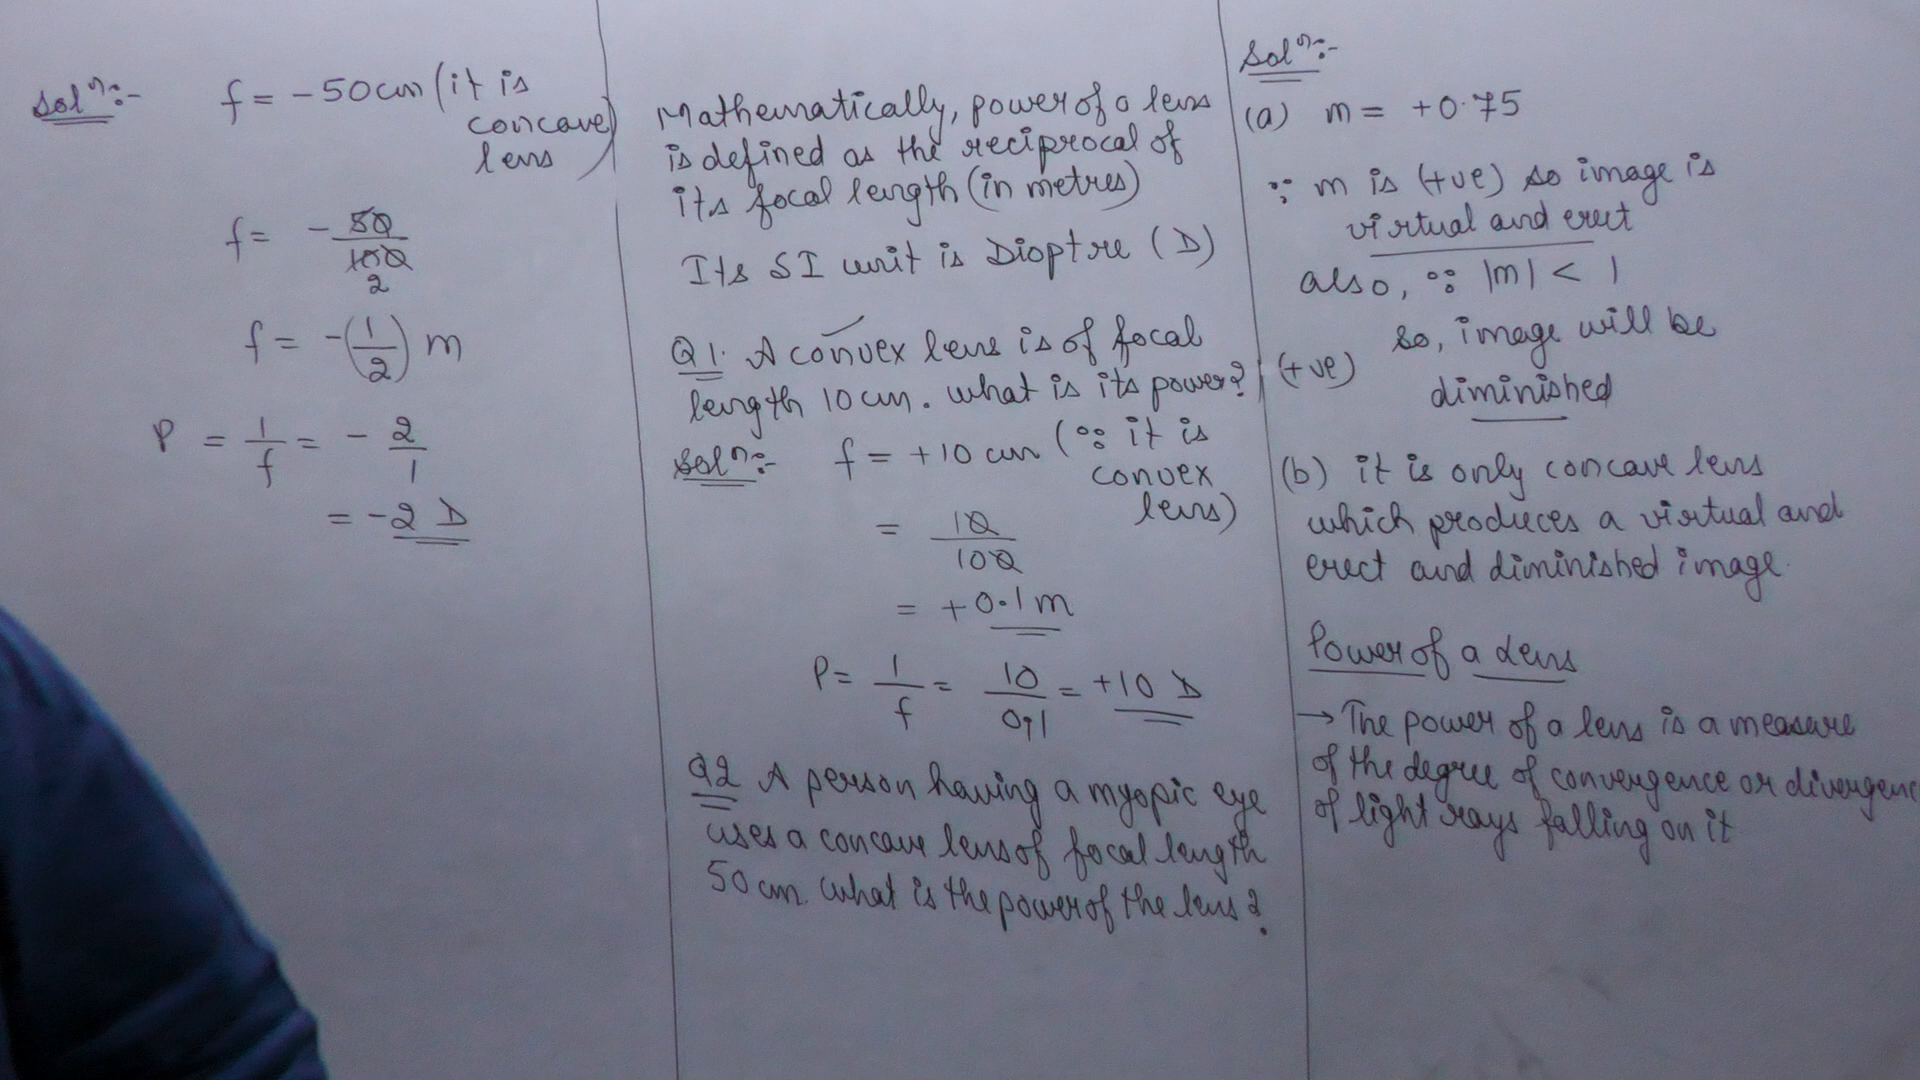 Solⁿ:-
f = -50cm (it is
concave
lens)
f = - 50/100
2
f = -(1/2) m
P = 1/f = - 2/1
= -2 D
Mathematically, power of a lens
is defined as the reciprocal of
its focal length (in metres)
Its SI unit is Dioptre (D)
Q1. A convex lens is of focal
length 10cm. what is its power?
Solⁿ:- f = +10 cm (∵ it is
convex
lens)
= 10/100
= +0.1 m
P = 1/f = 10/0,1 = +10 D
Q2 A person having a myopic eye
uses a concave lens of focal length
50 cm. what is the power of the lens?
Solⁿ:-
(a) m = +0.75
∵ m is (+ve) so image is
virtual and erect
also, ∵ |m| < 1
so, image will be
(+ve)
diminished
(b) it is only concave lens
which produces a virtual and
erect and diminished image.
Power of a Lens
→ The power of a lens is a measure
of the degree of convergence or divergenc
of light rays falling on it